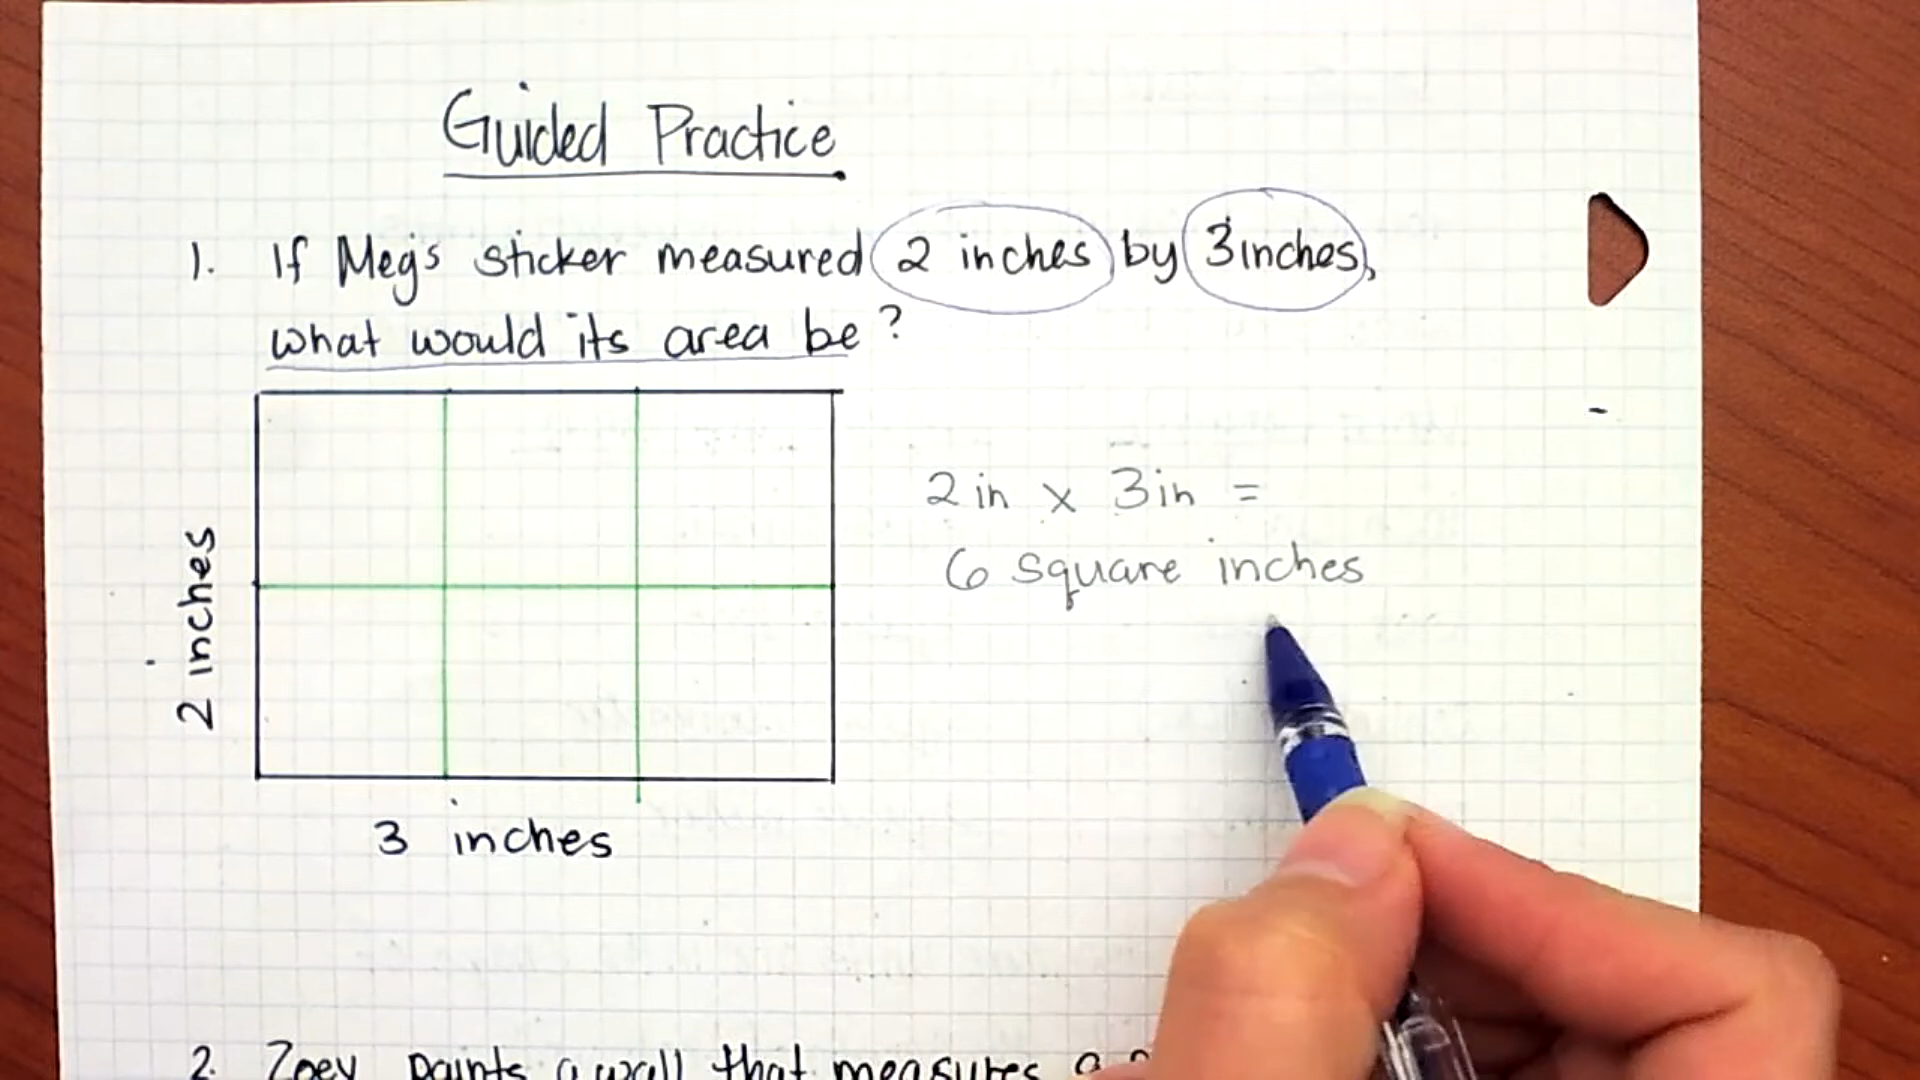 Guided Practice
1. If Meg's sticker measured 2 inches by 3 inches,
what would its area be?
2 in x 3 in =
6 square inches
2 inches
3 inches
2. Zoey paints a wall that measures